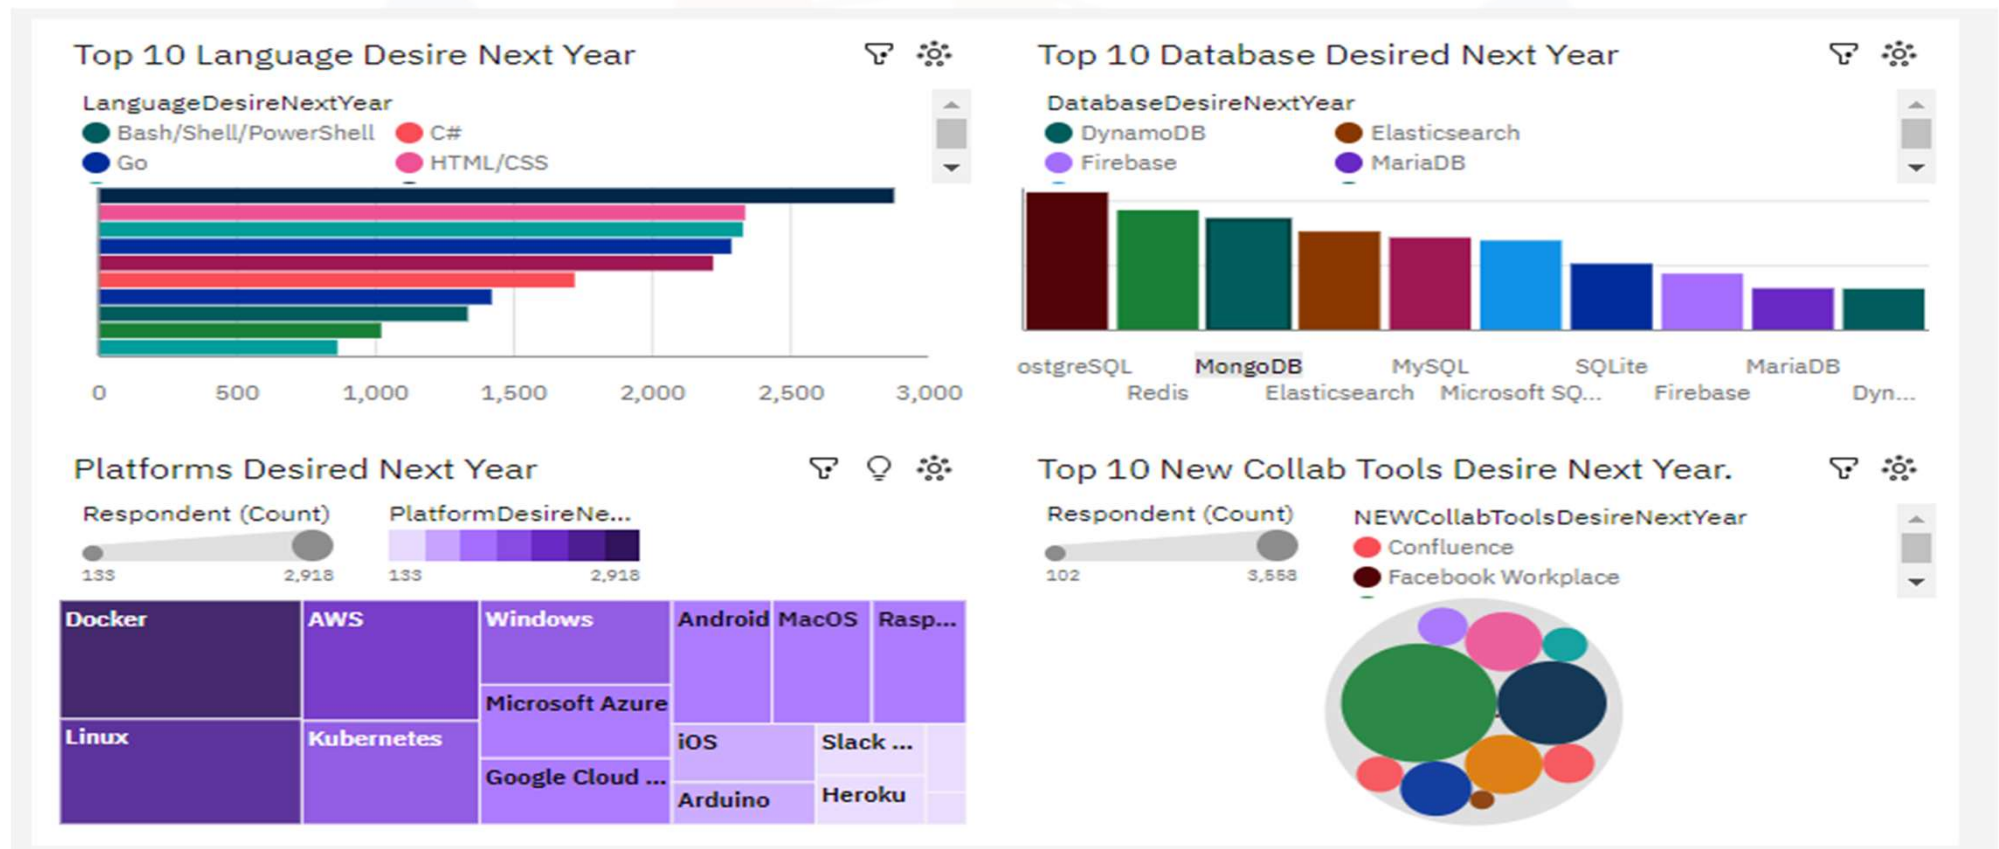 Top 10 Language Desire Next Year
LanguageDesireNextYear
Bash/Shell/PowerShell C#
Go HTML/CSS
0 500 1,000 1,500 2,000 2,500 3,000
Top 10 Database Desired Next Year
DatabaseDesireNextYear
DynamoDB Elasticsearch
Firebase MariaDB
ostgreSQL MongoDB MySQL SQLite MariaDB
Redis Elasticsearch Microsoft SQ... Firebase Dyn...
Platforms Desired Next Year
Respondent (Count) PlatformDesireNe...
133 2,918 133 2,918
Docker AWS Windows Android MacOS Rasp...
Microsoft Azure
Linux Kubernetes iOS Slack ...
Google Cloud ...
Arduino Heroku
Top 10 New Collab Tools Desire Next Year.
Respondent (Count) NEWCollabToolsDesireNextYear
Confluence
102 3,558 Facebook Workplace